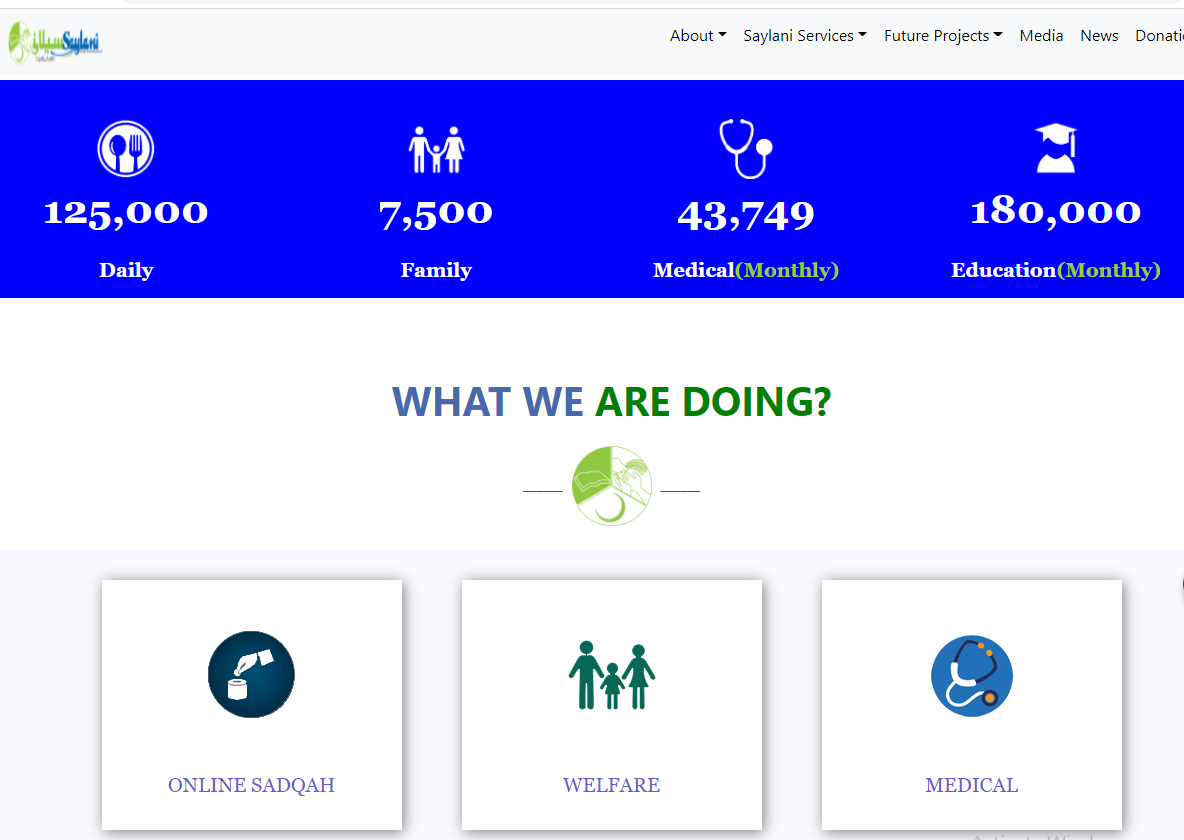 سیلانی Saylani
About Saylani Services Future Projects Media News Donati
125,000 7,500 43,749 180,000
Daily Family Medical(Monthly) Education(Monthly)
WHAT WE ARE DOING?
ONLINE SADQAH WELFARE MEDICAL